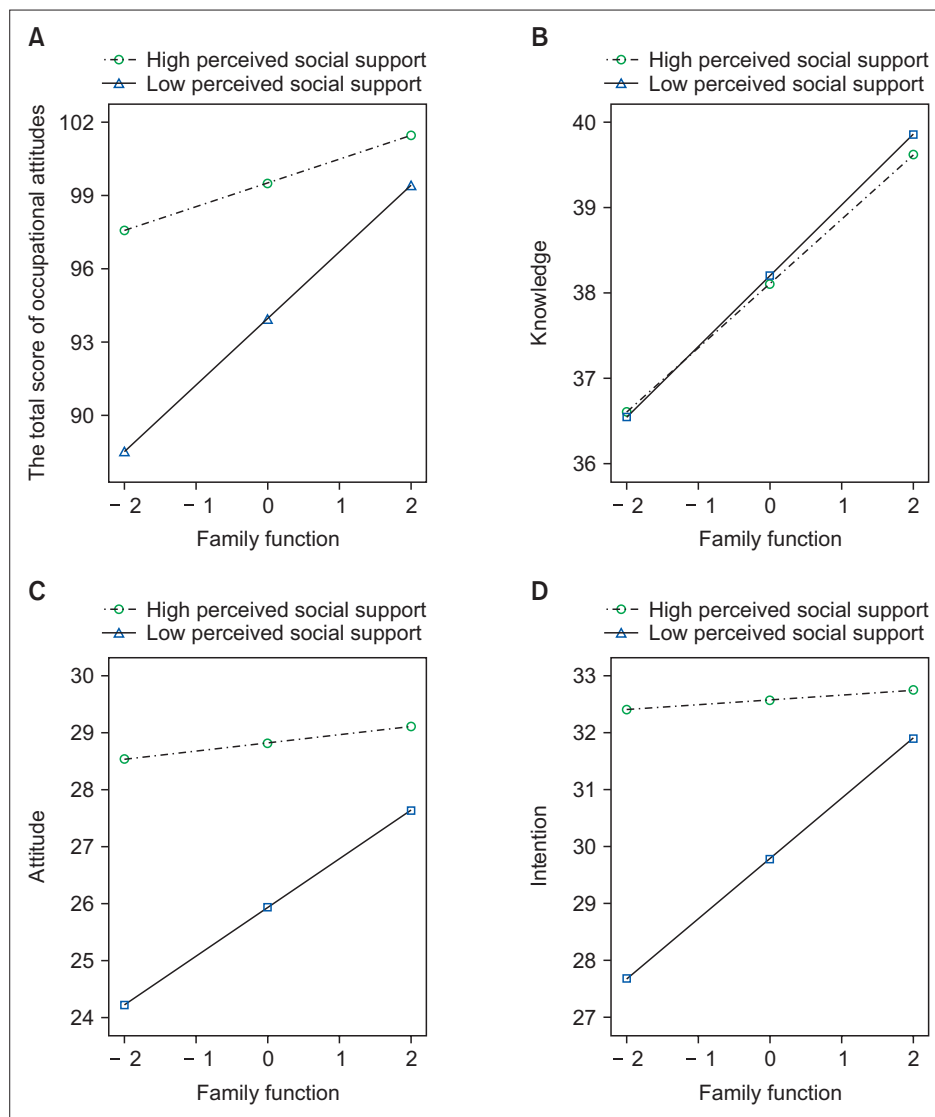 A
High perceived social support
Low perceived social support
The total score of occupational attitudes
102
99
96
93
90
− 2 − 1 0 1 2
Family function
B
High perceived social support
Low perceived social support
Knowledge
40
39
38
37
36
− 2 − 1 0 1 2
Family function
C
High perceived social support
Low perceived social support
Attitude
30
29
28
27
26
25
24
− 2 − 1 0 1 2
Family function
D
High perceived social support
Low perceived social support
Intention
33
32
31
30
29
28
27
− 2 − 1 0 1 2
Family function